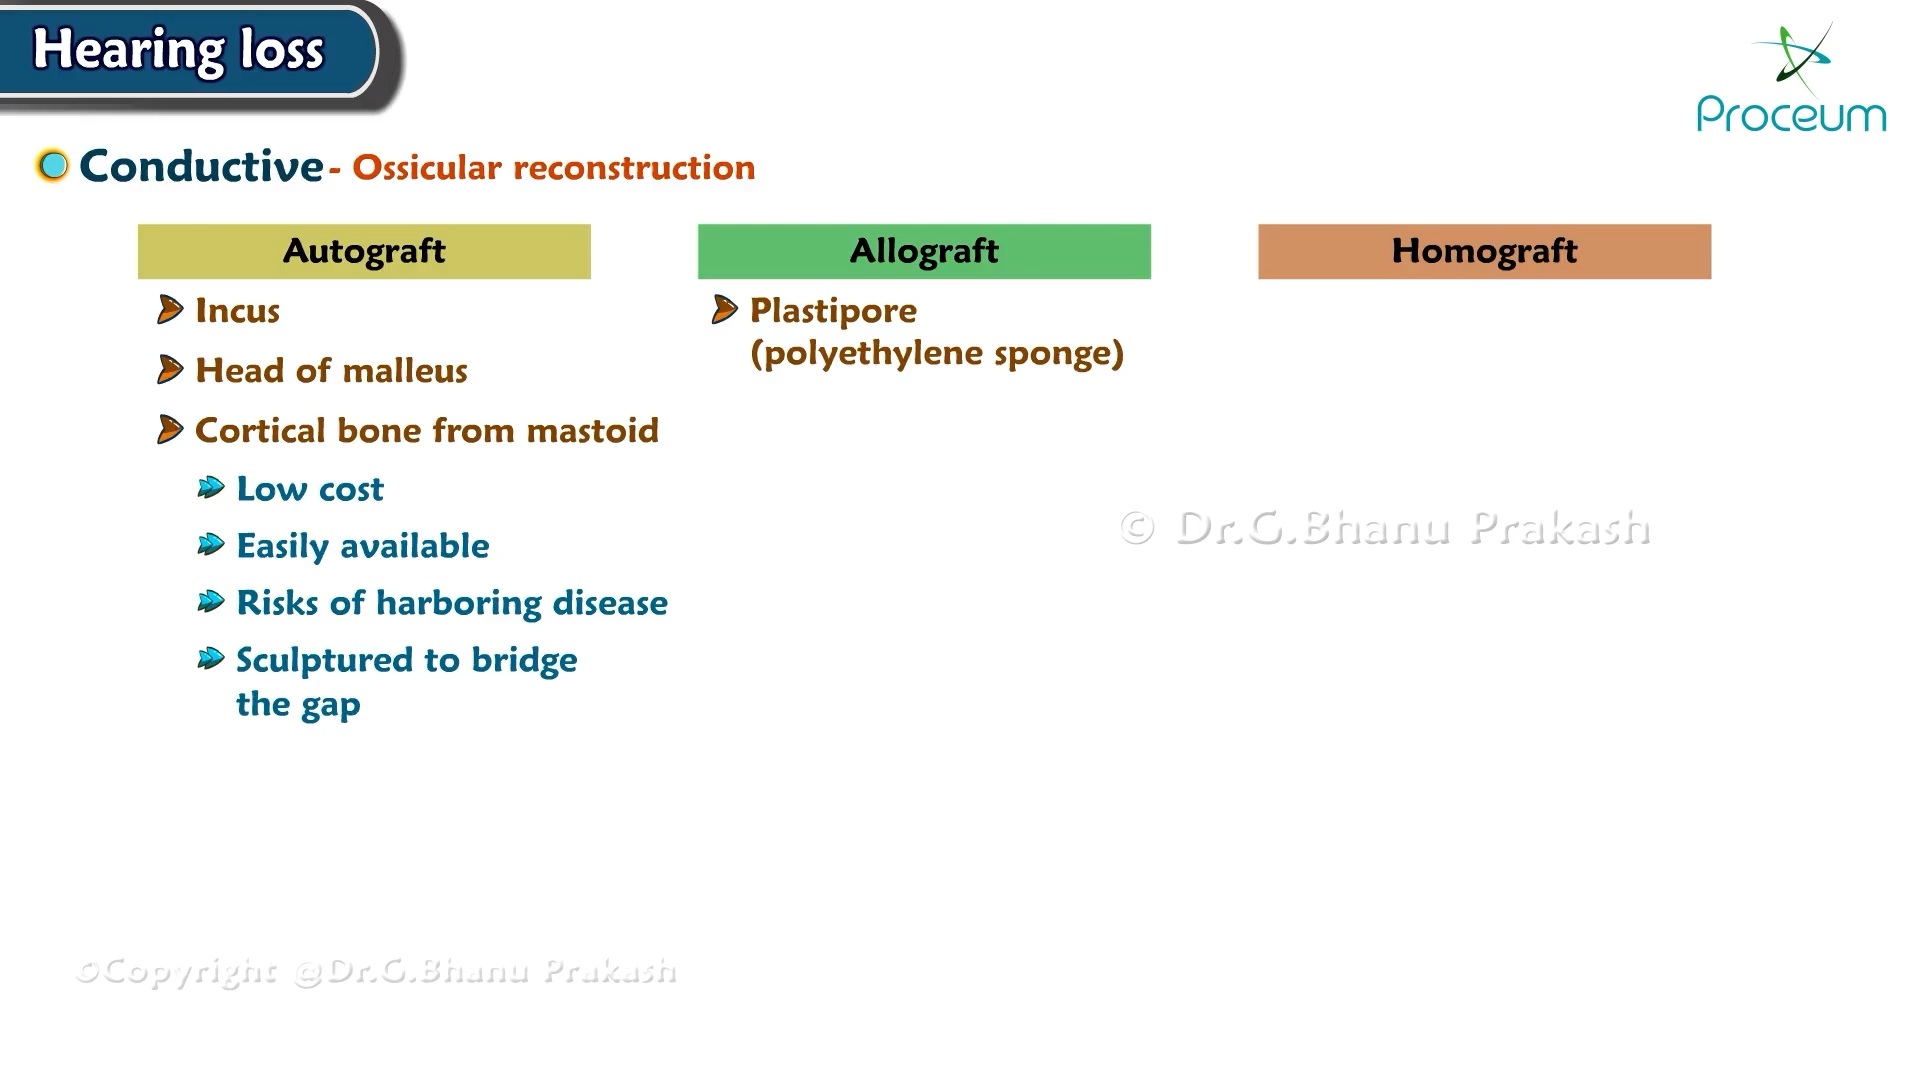 Hearing loss
Proceum
Conductive - Ossicular reconstruction
Autograft
Incus
Head of malleus
Cortical bone from mastoid
Low cost
Easily available
Risks of harboring disease
Sculptured to bridge
the gap
Allograft
Plastipore
(polyethylene sponge)
Homograft
© Dr.G.Bhanu Prakash
©Copyright @Dr.G.Bhanu Prakash